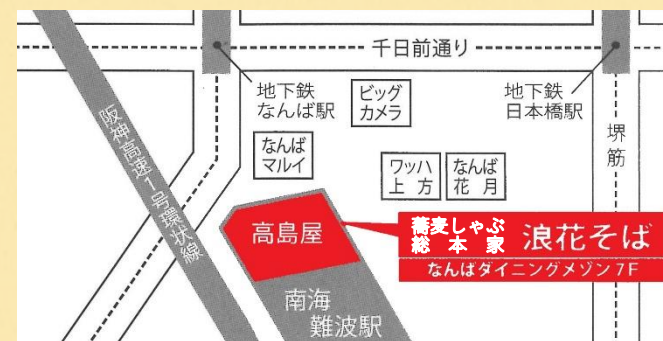 千日前通り
地下鉄
なんば駅
ビッグ
カメラ
地下鉄
日本橋駅
堺筋
阪神高速1号環状線
なんば
マルイ
ワッハ
上方
なんば
花月
高島屋
蕎麦しゃぶ
総本家
浪花そば
なんばダイニングメゾン7F
南海
難波駅